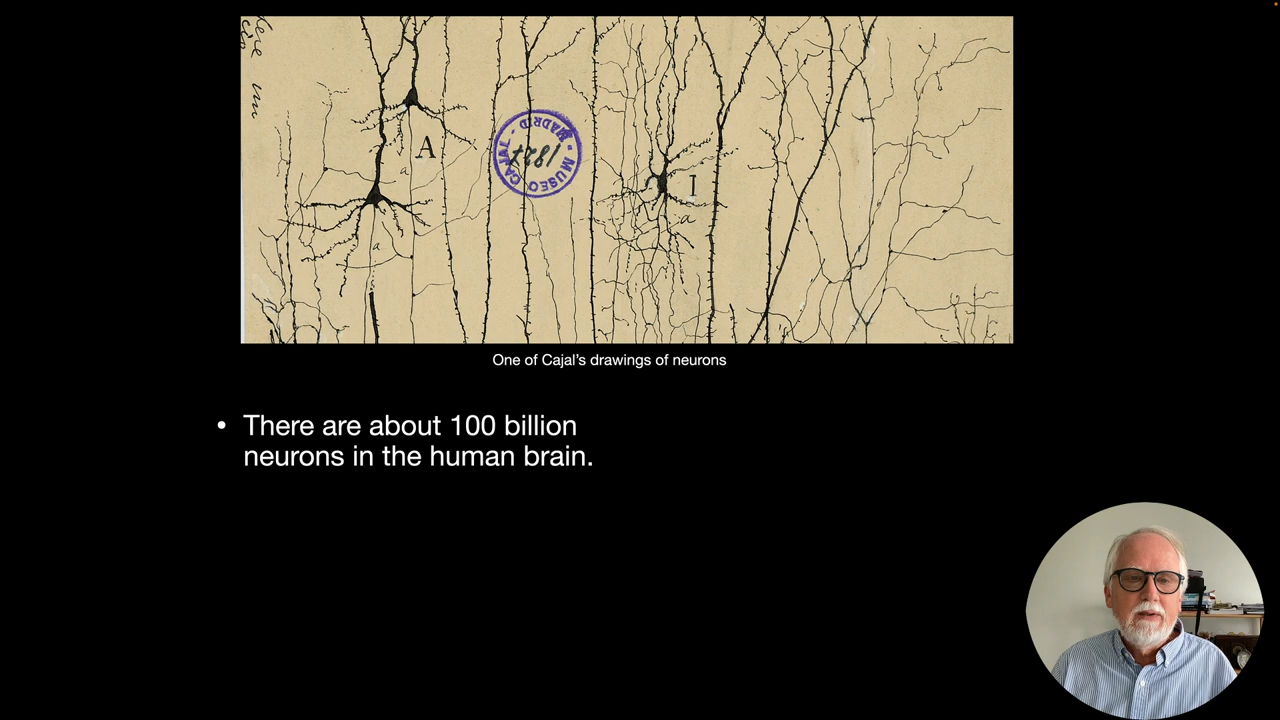 A
a
MUSEO CAJAL - MADRID -
I
a
a
One of Cajal's drawings of neurons
• There are about 100 billion
neurons in the human brain.